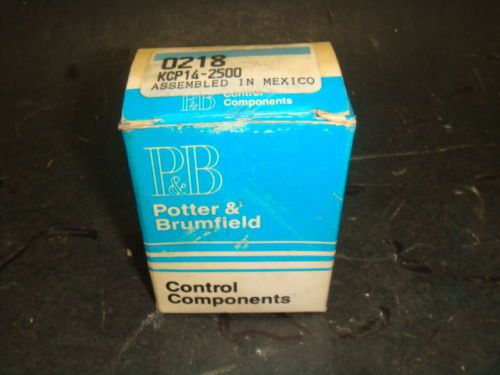 0218
KCP14-2500
ASSEMBLED IN MEXICO
P&B Control
Components
P&B
Potter &
Brumfield
Control
Components